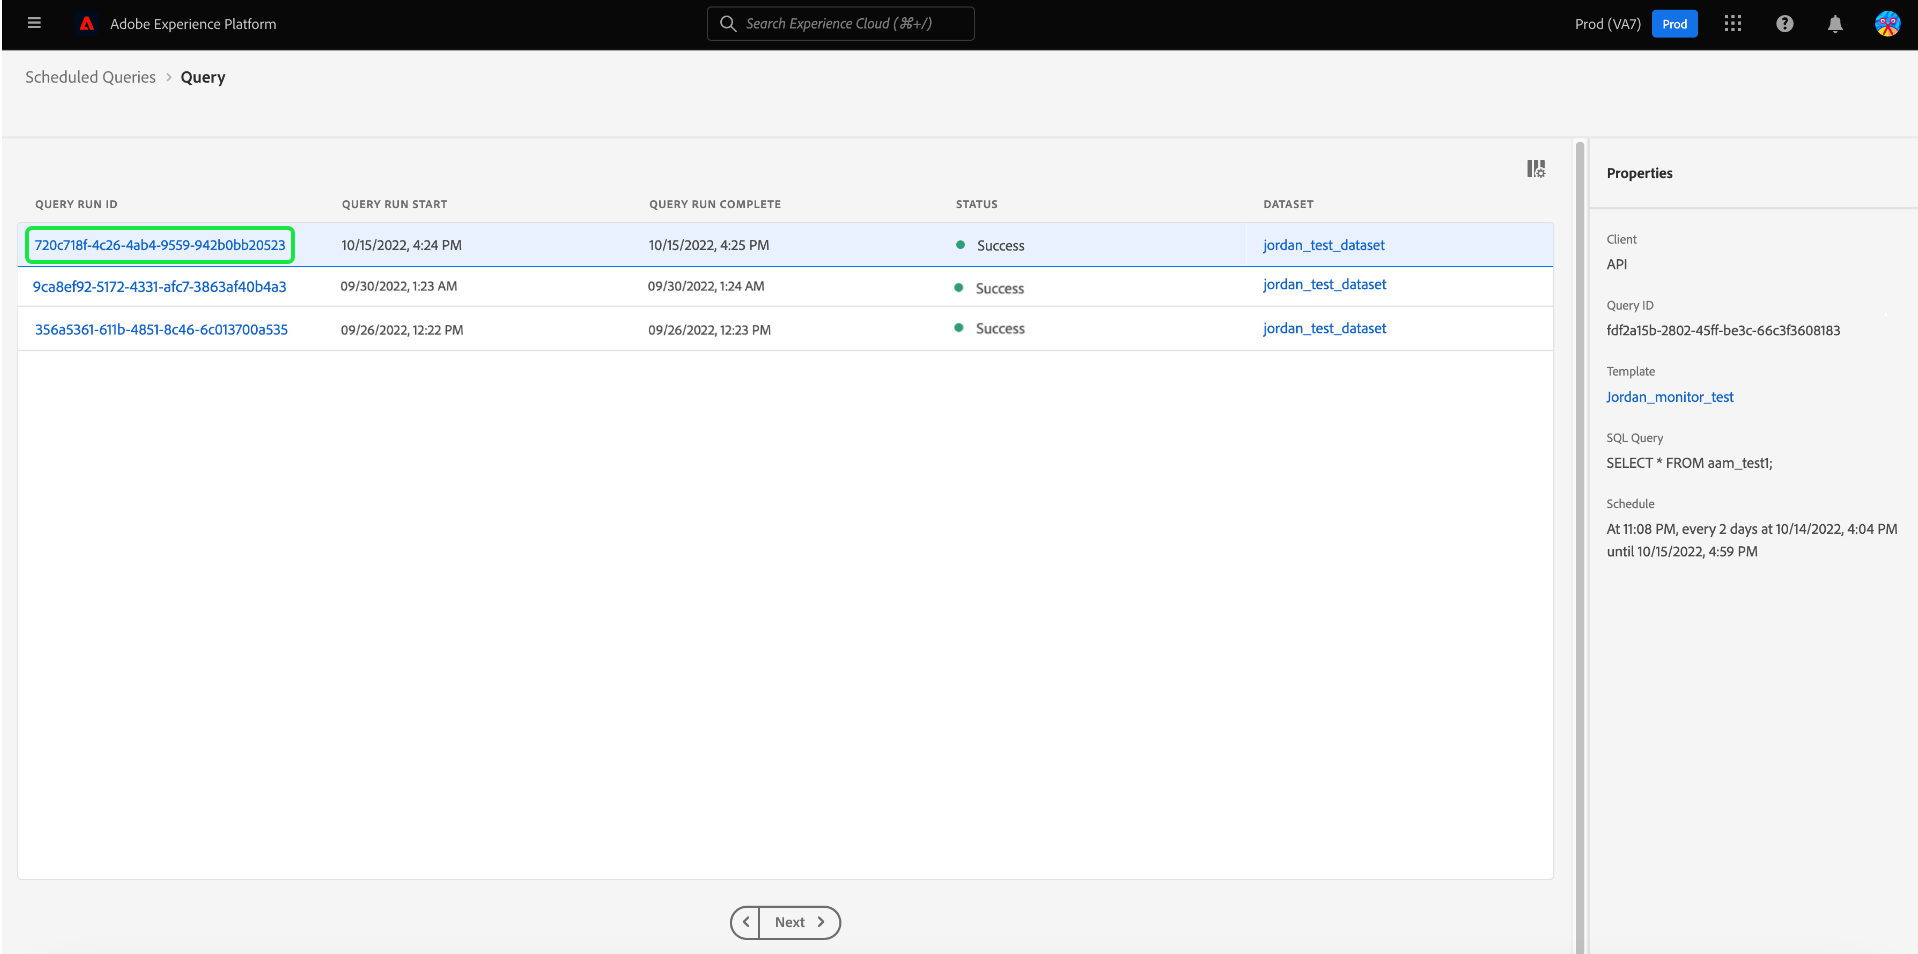 Adobe Experience Platform
Search Experience Cloud (⌘+/)
Prod (VA7) Prod
Scheduled Queries > Query
QUERY RUN ID QUERY RUN START QUERY RUN COMPLETE STATUS DATASET
720c718f-4c26-4ab4-9559-942b0bb20523 10/15/2022, 4:24 PM 10/15/2022, 4:25 PM Success jordan_test_dataset
9ca8ef92-5172-4331-afc7-3863af40b4a3 09/30/2022, 1:23 AM 09/30/2022, 1:24 AM Success jordan_test_dataset
356a5361-611b-4851-8c46-6c013700a535 09/26/2022, 12:22 PM 09/26/2022, 12:23 PM Success jordan_test_dataset
< Next >
Properties
Client
API
Query ID
fdf2a15b-2802-45ff-be3c-66c3f3608183
Template
Jordan_monitor_test
SQL Query
SELECT * FROM aam_test1;
Schedule
At 11:08 PM, every 2 days at 10/14/2022, 4:04 PM
until 10/15/2022, 4:59 PM